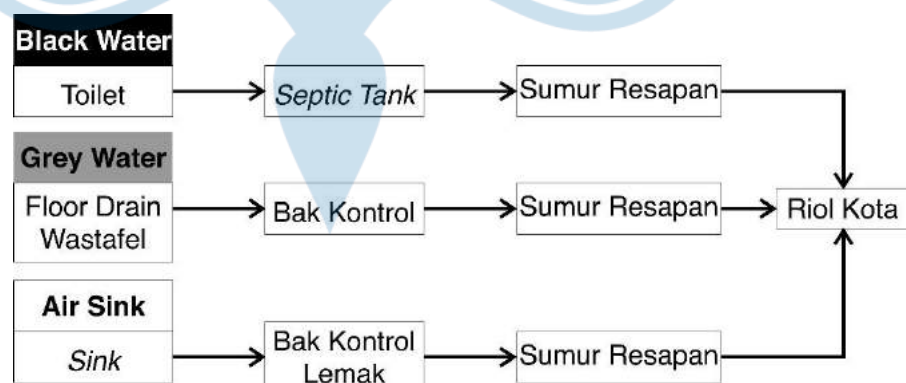 Black Water
Toilet
Septic Tank
Sumur Resapan
Grey Water
Floor Drain
Wastafel
Bak Kontrol
Sumur Resapan
Riol Kota
Air Sink
Sink
Bak Kontrol
Lemak
Sumur Resapan